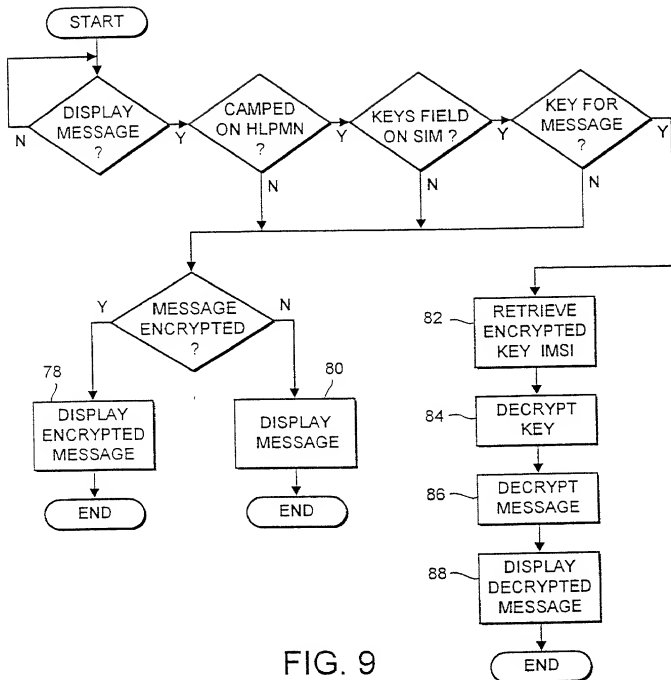 START
DISPLAY
MESSAGE
?
N
Y
CAMPED
ON HLPMN
?
Y
N
KEYS FIELD
ON SIM ?
Y
N
KEY FOR
MESSAGE
?
Y
N
MESSAGE
ENCRYPTED
?
Y
N
78
DISPLAY
ENCRYPTED
MESSAGE
END
80
DISPLAY
MESSAGE
END
82
RETRIEVE
ENCRYPTED
KEY IMSI
84
DECRYPT
KEY
86
DECRYPT
MESSAGE
88
DISPLAY
DECRYPTED
MESSAGE
END
FIG. 9